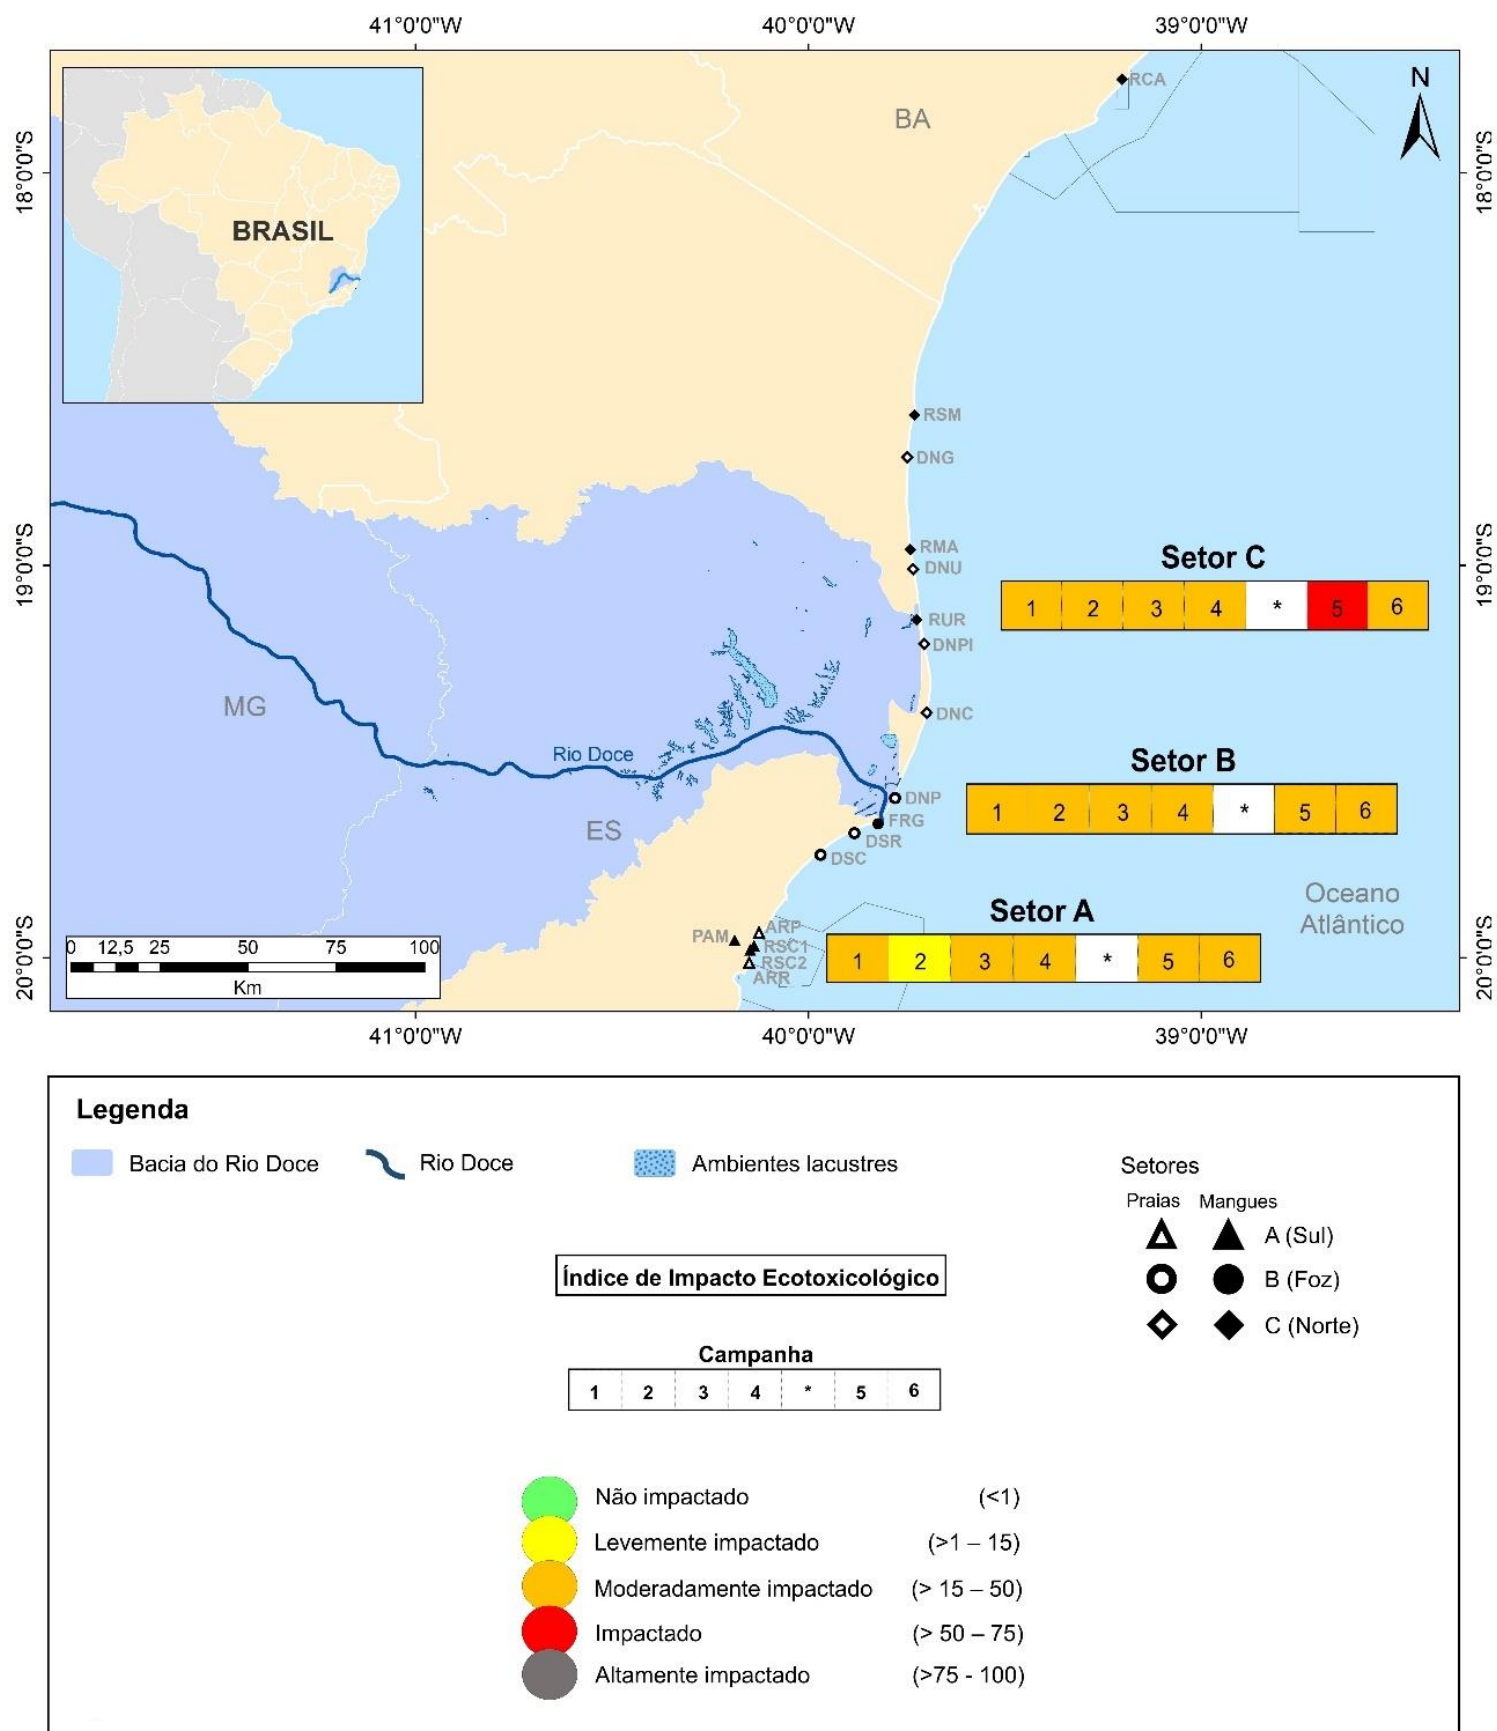 41°0'0"W 40°0'0"W 39°0'0"W
18°0'0"S
19°0'0"S
20°0'0"S
BRASIL
BA
N
RCA
18°0'0"S
19°0'0"S
20°0'0"S
RSM
DNG
RMA
DNU
RUR
DNPI
DNC
DNP
FRG
DSR
DSC
ARP
PAM
RSC1
RSC2
ARR
MG
Rio Doce
ES
Setor C
1 2 3 4 * 5 6
Setor B
1 2 3 4 * 5 6
Setor A
1 2 3 4 * 5 6
Oceano
Atlântico
0 12,5 25 50 75 100
Km
41°0'0"W 40°0'0"W 39°0'0"W
Legenda
Bacia do Rio Doce Rio Doce Ambientes lacustres
Setores
Praias Mangues
A (Sul)
B (Foz)
C (Norte)
Índice de Impacto Ecotoxicológico
Campanha
1 2 3 4 * 5 6
Não impactado (<1)
Levemente impactado (>1 – 15)
Moderadamente impactado (> 15 – 50)
Impactado (> 50 – 75)
Altamente impactado (>75 - 100)